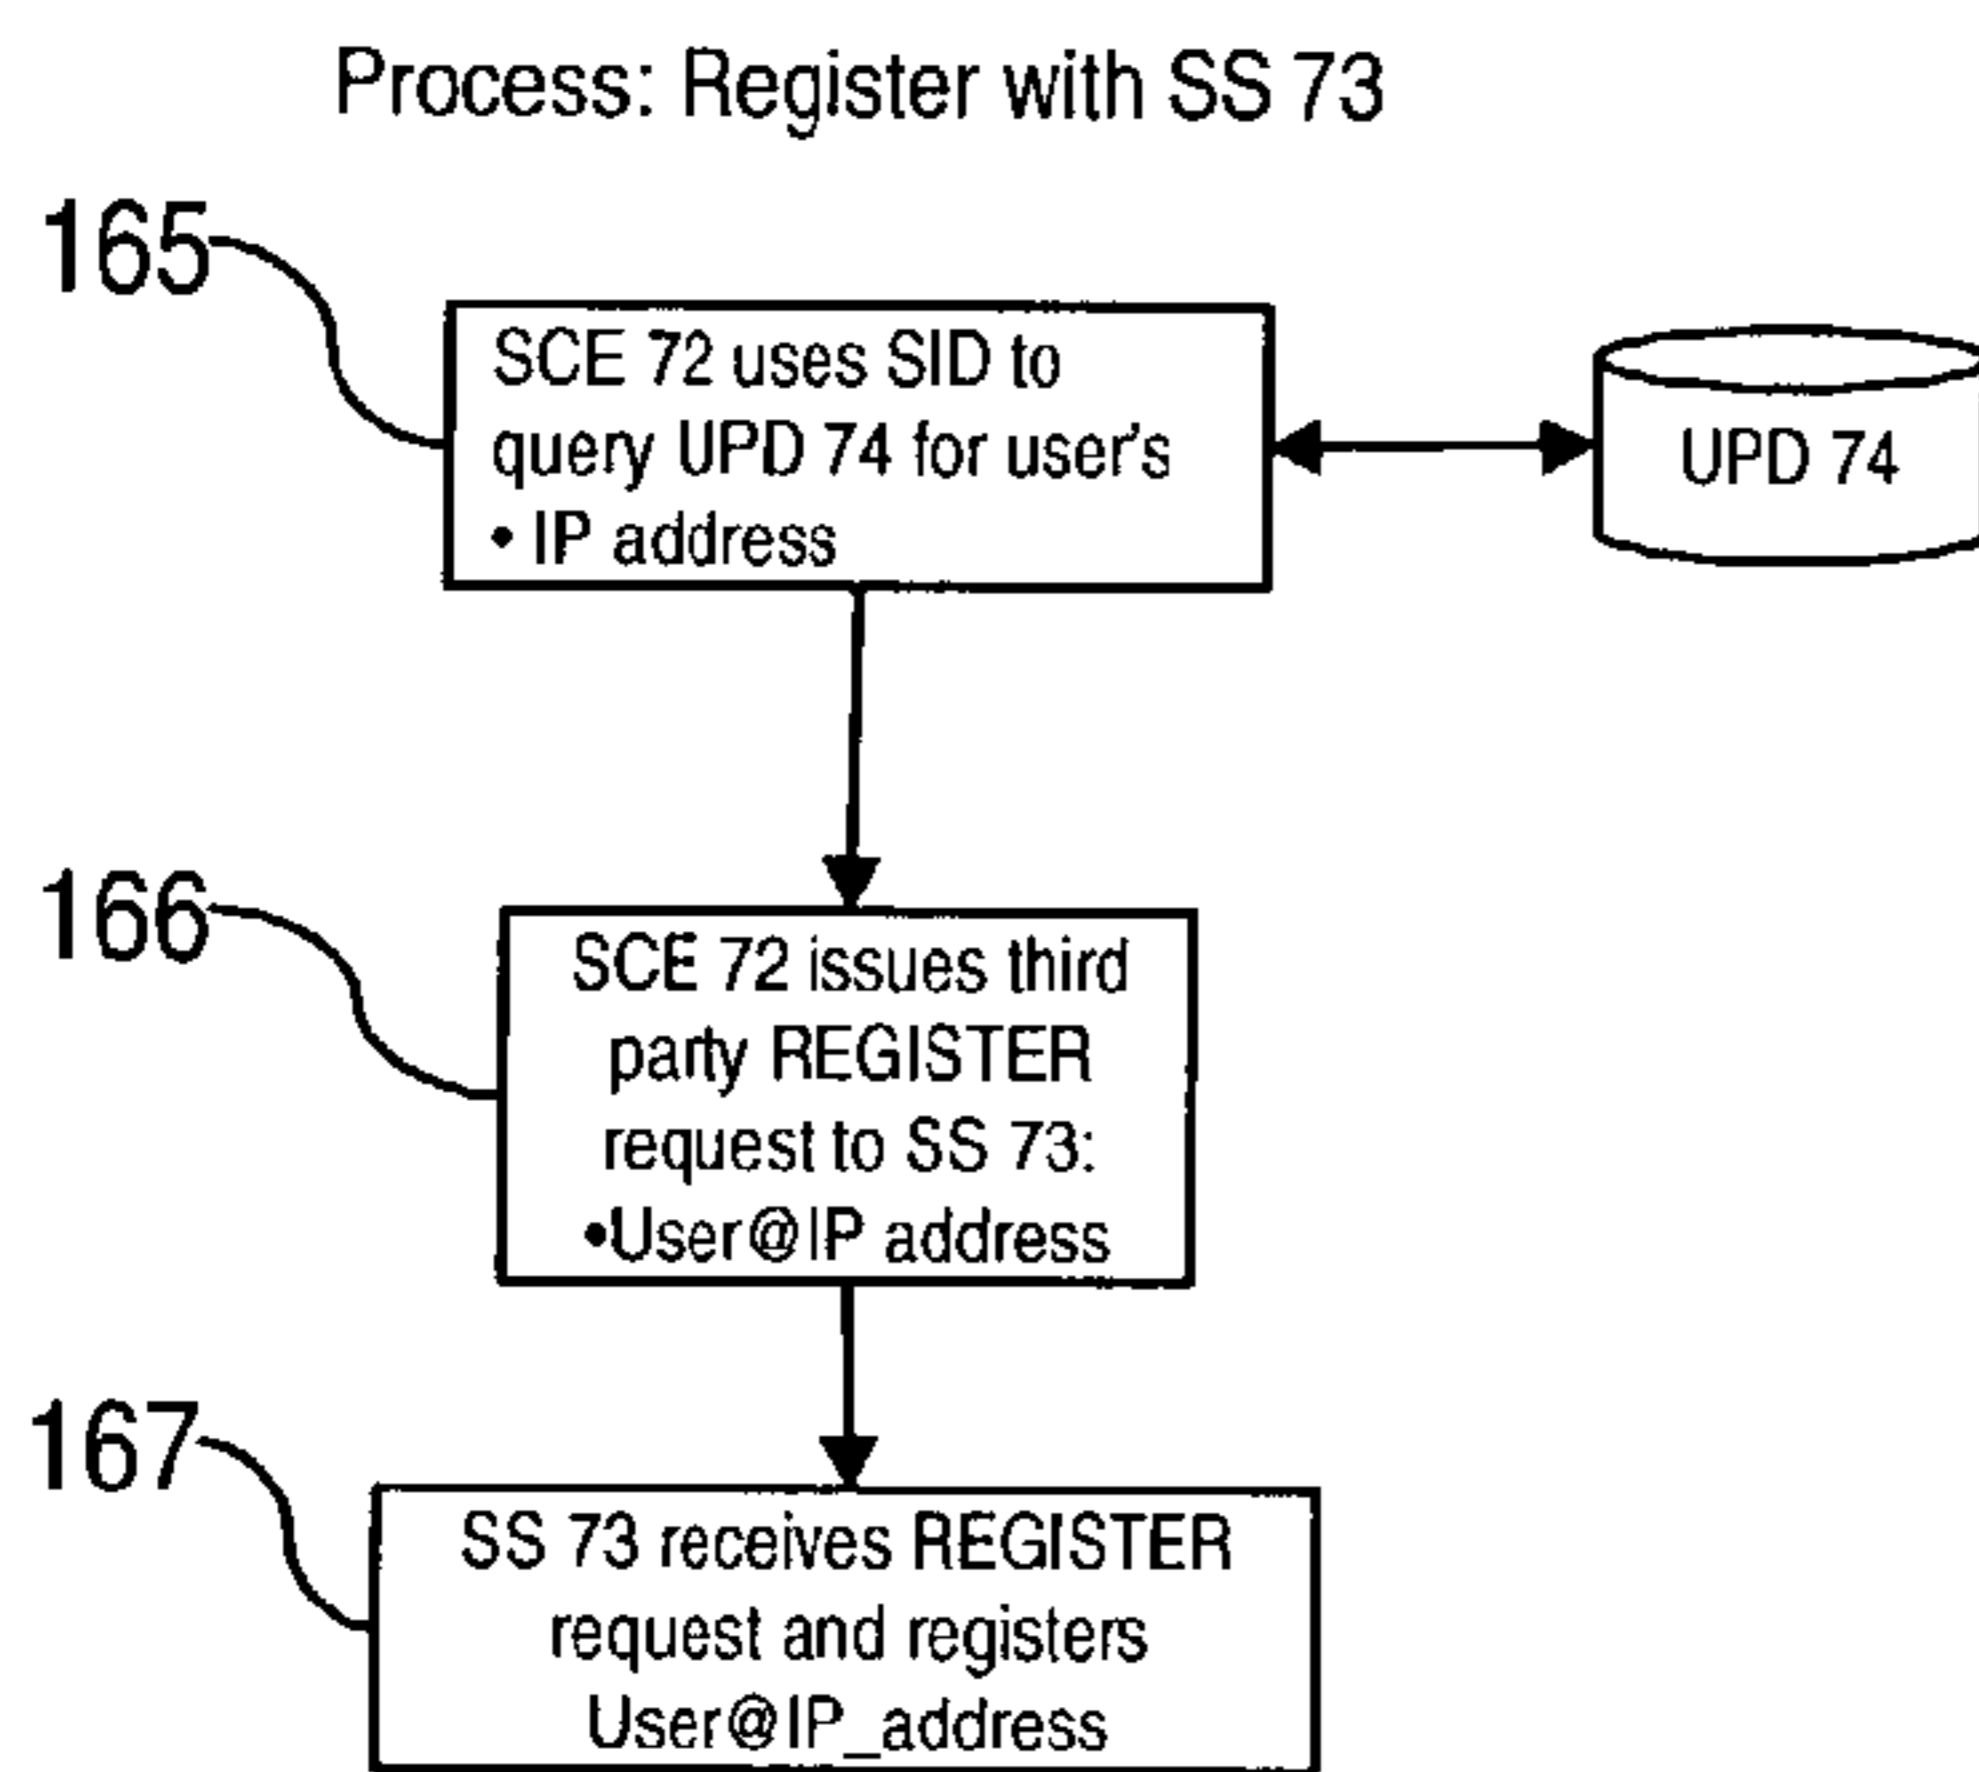 Process: Register with SS 73
165
SCE 72 uses SID to
query UPD 74 for user's
• IP address
UPD 74
166
SCE 72 issues third
party REGISTER
request to SS 73:
•User@IP address
167
SS 73 receives REGISTER
request and registers
User@IP_address